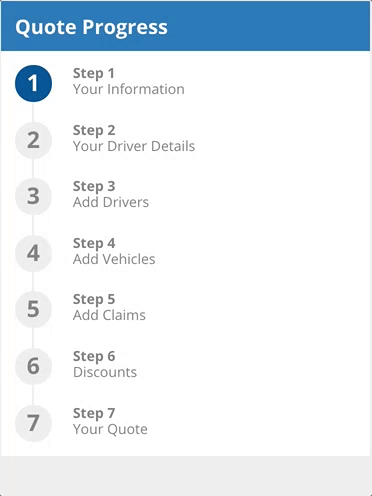 Quote Progress
1
Step 1
Your Information
2
Step 2
Your Driver Details
3
Step 3
Add Drivers
4
Step 4
Add Vehicles
5
Step 5
Add Claims
6
Step 6
Discounts
7
Step 7
Your Quote